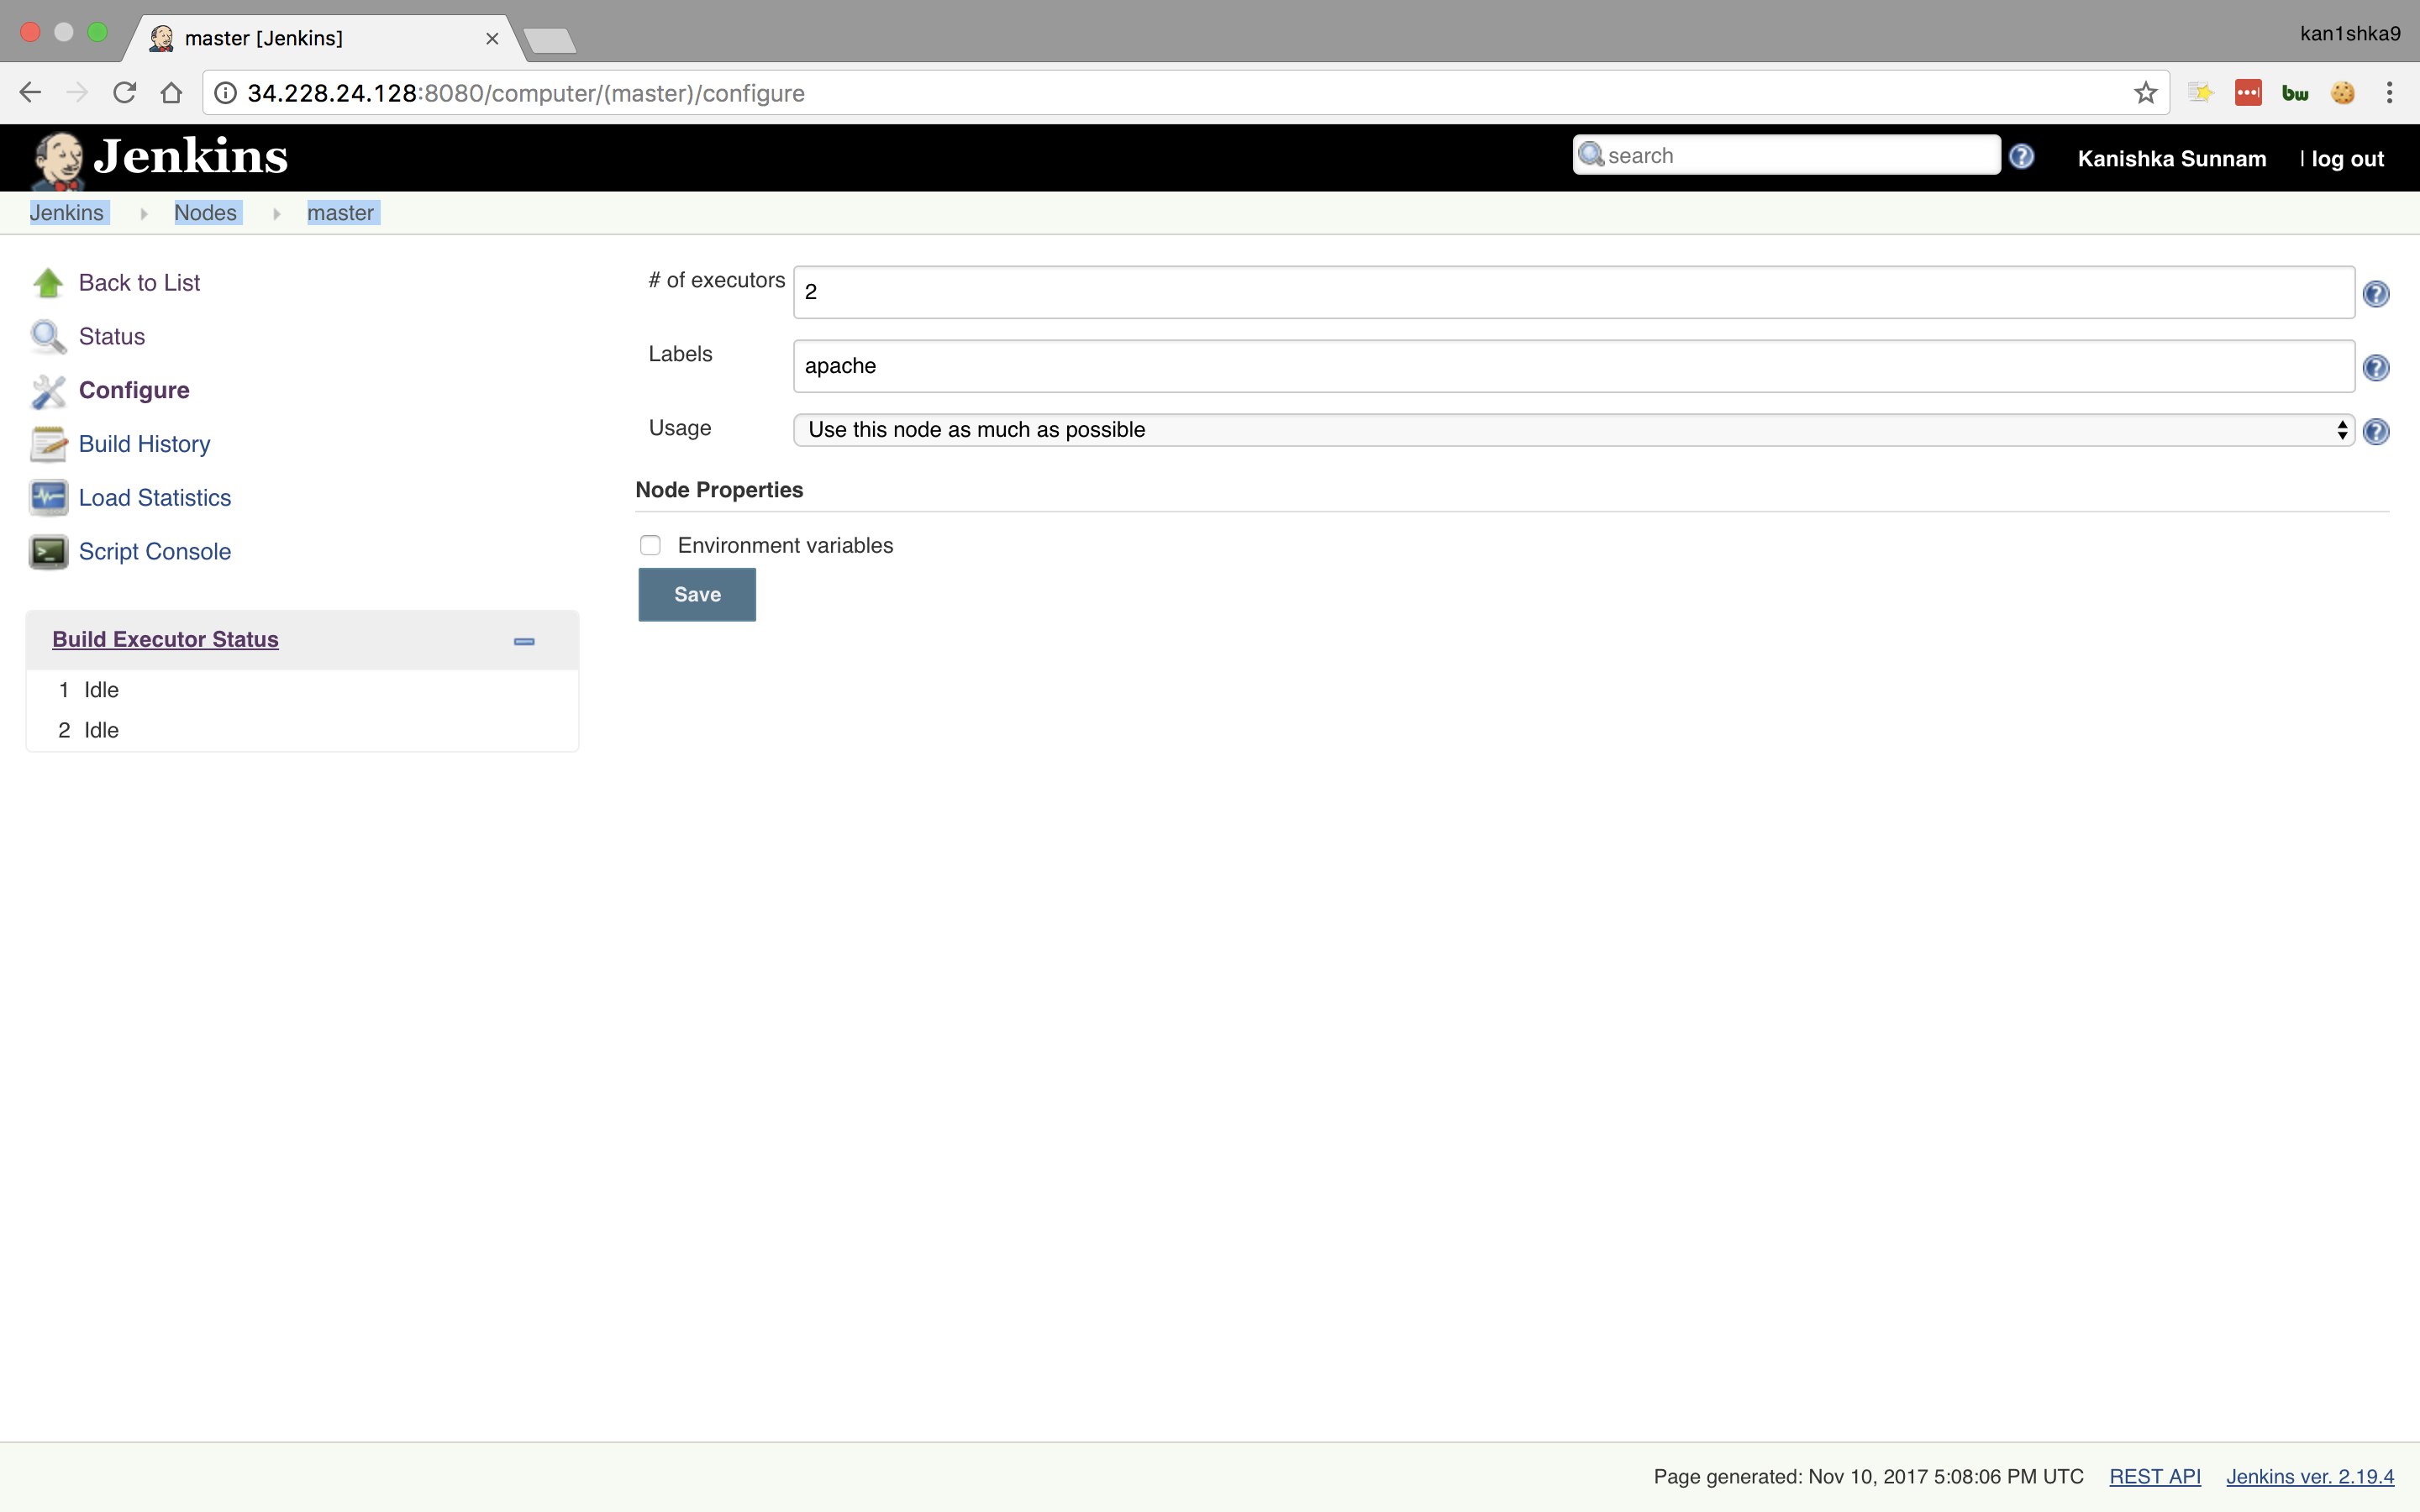 master [Jenkins]
kan1shka9
34.228.24.128:8080/computer/(master)/configure
bw
Jenkins
search
Kanishka Sunnam
| log out
Jenkins Nodes master
Back to List
Status
Configure
Build History
Load Statistics
Script Console
Build Executor Status
1 Idle
2 Idle
# of executors 2
Labels apache
Usage Use this node as much as possible
Node Properties
Environment variables
Save
Page generated: Nov 10, 2017 5:08:06 PM UTC REST API Jenkins ver. 2.19.4